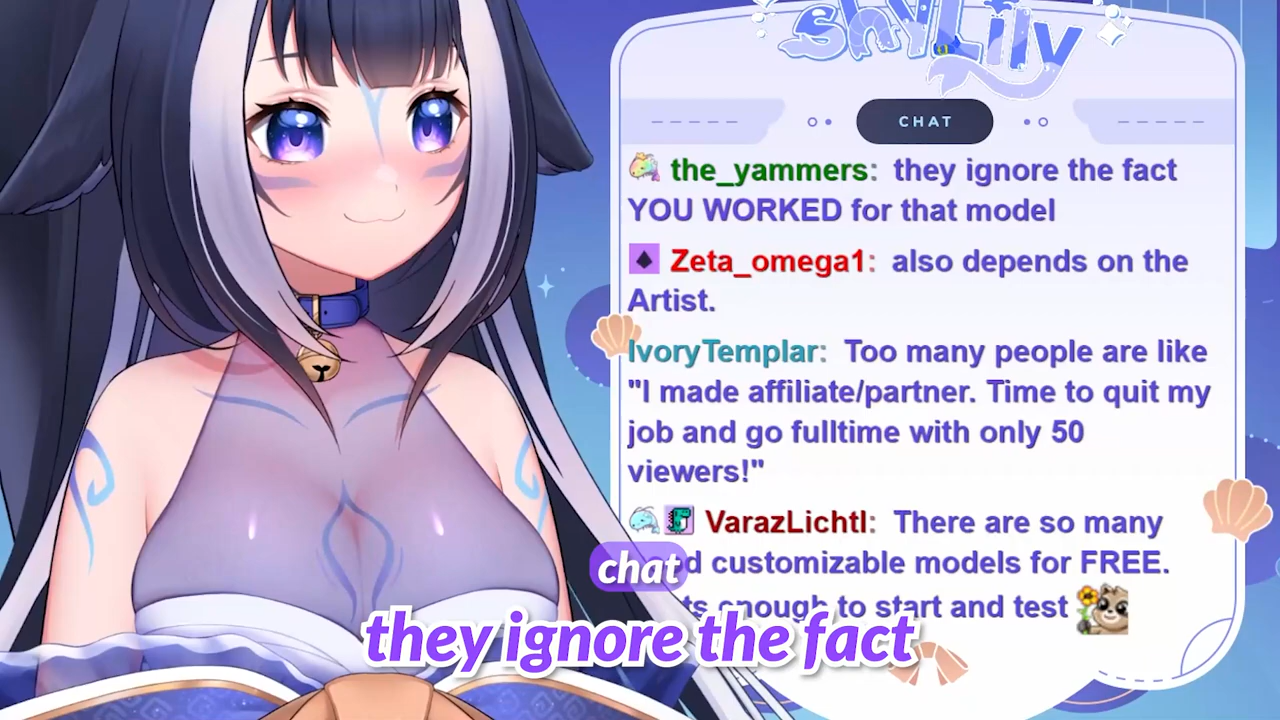 shyLily
CHAT
the_yammers: they ignore the fact
YOU WORKED for that model
Zeta_omega1: also depends on the
Artist.
IvoryTemplar: Too many people are like
"I made affiliate/partner. Time to quit my
job and go fulltime with only 50
viewers!"
VarazLichtl: There are so many
customizable models for FREE.
enough to start and test
chat
they ignore the fact